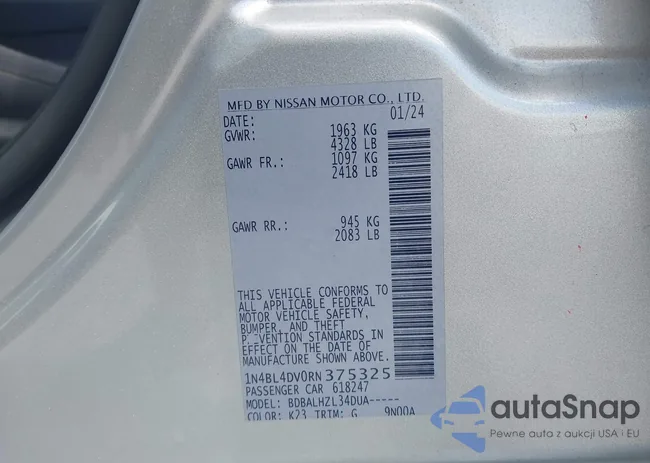 MFD BY NISSAN MOTOR CO., LTD.
DATE: 01/24
GVWR: 1963 KG
4328 LB
GAWR FR.: 1097 KG
2418 LB
GAWR RR.: 945 KG
2083 LB
THIS VEHICLE CONFORMS TO
ALL APPLICABLE FEDERAL
MOTOR VEHICLE SAFETY,
BUMPER, AND THEFT
P EVENTION STANDARDS IN
EFFECT ON THE DATE OF
MANUFACTURE SHOWN ABOVE.
1N4BL4DV0RN375325
PASSENGER CAR 618247
MODEL: BDBALHZL34DUA-----
COLOR: K23 TRIM: G 9N00A
autoSnap
Pewne auta z aukcji USA i EU